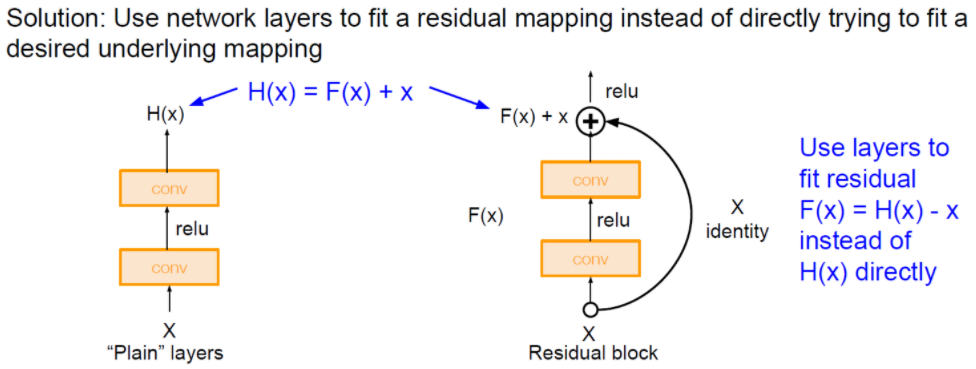 Solution: Use network layers to fit a residual mapping instead of directly trying to fit a
desired underlying mapping
H(x) = F(x) + x
H(x)
conv
relu
conv
X
"Plain" layers
relu
F(x) + x
+
conv
F(x)
relu
conv
X
identity
X
Residual block
Use layers to
fit residual
F(x) = H(x) - x
instead of
H(x) directly